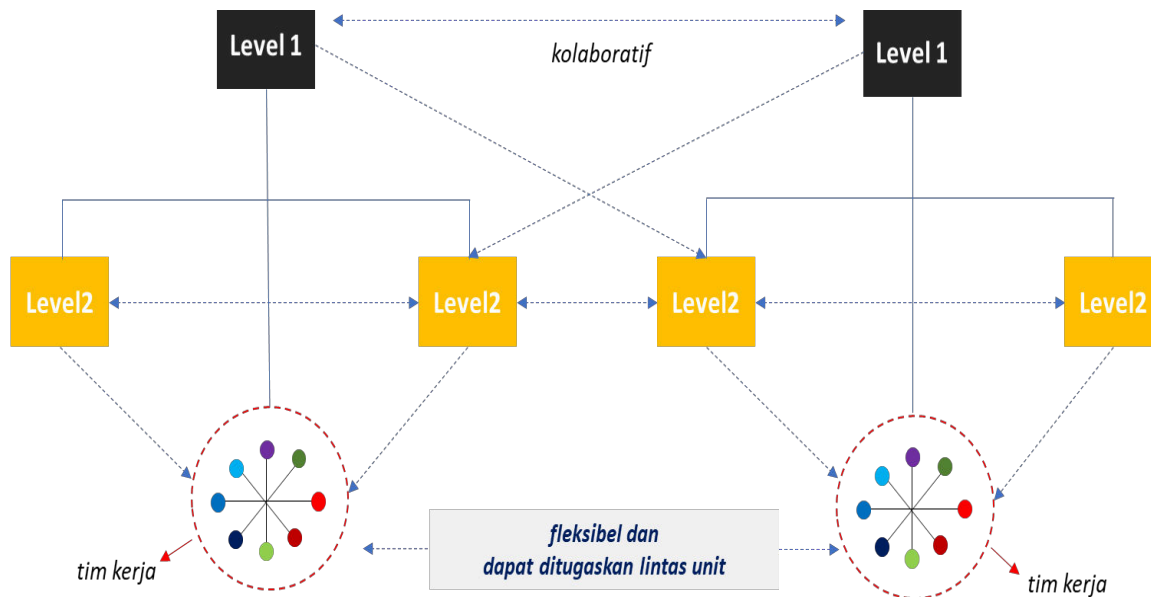 Level 1
kolaboratif
Level 1
Level2
Level2
Level2
Level2
fleksibel dan
dapat ditugaskan lintas unit
tim kerja
tim kerja